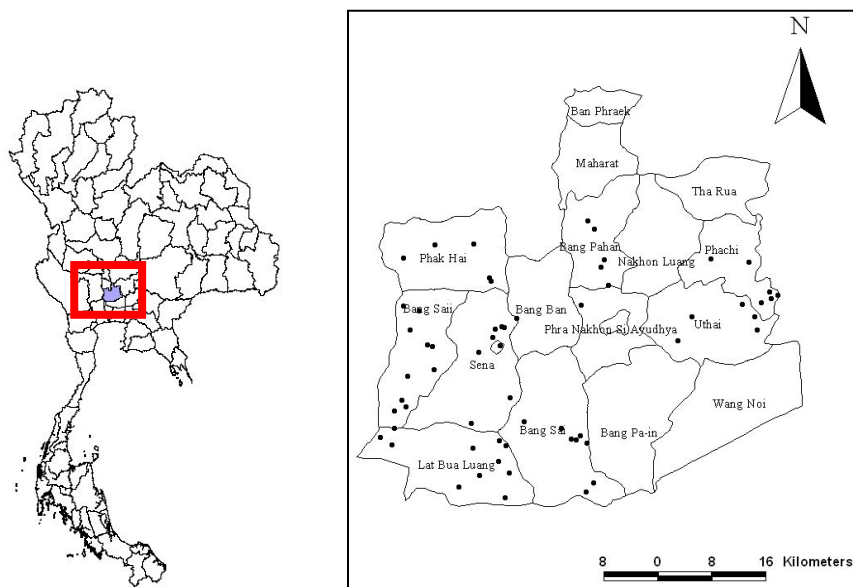 N
Ban Phraek
Maharat
Tha Rua
Bang Pahan
Phachi
Phak Hai
Nakhon Luang
Bang Saii
Bang Ban
Phra Nakhon Si Ayudhya
Uthai
Sena
Wang Noi
Bang Sai
Bang Pa-in
Lat Bua Luang
8 0 8 16 Kilometers